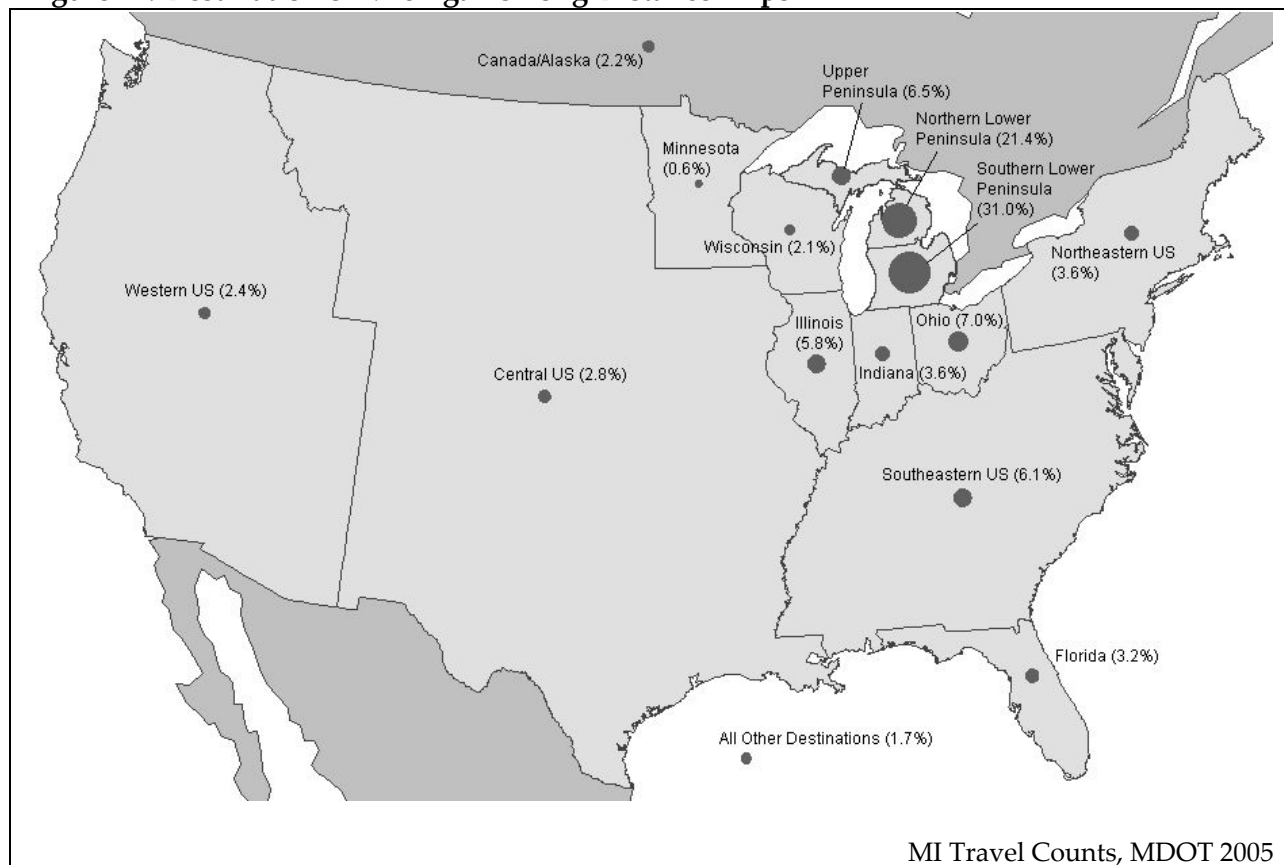 Canada/Alaska (2.2%)
Upper
Peninsula (6.5%)
Northern Lower
Peninsula (21.4%)
Southern Lower
Peninsula
(31.0%)
Minnesota
(0.6%)
Wisconsin (2.1%)
Northeastern US
(3.6%)
Western US (2.4%)
Illinois
(5.8%)
Ohio (7.0%)
Indiana (3.6%)
Central US (2.8%)
Southeastern US (6.1%)
Florida (3.2%)
All Other Destinations (1.7%)
MI Travel Counts, MDOT 2005